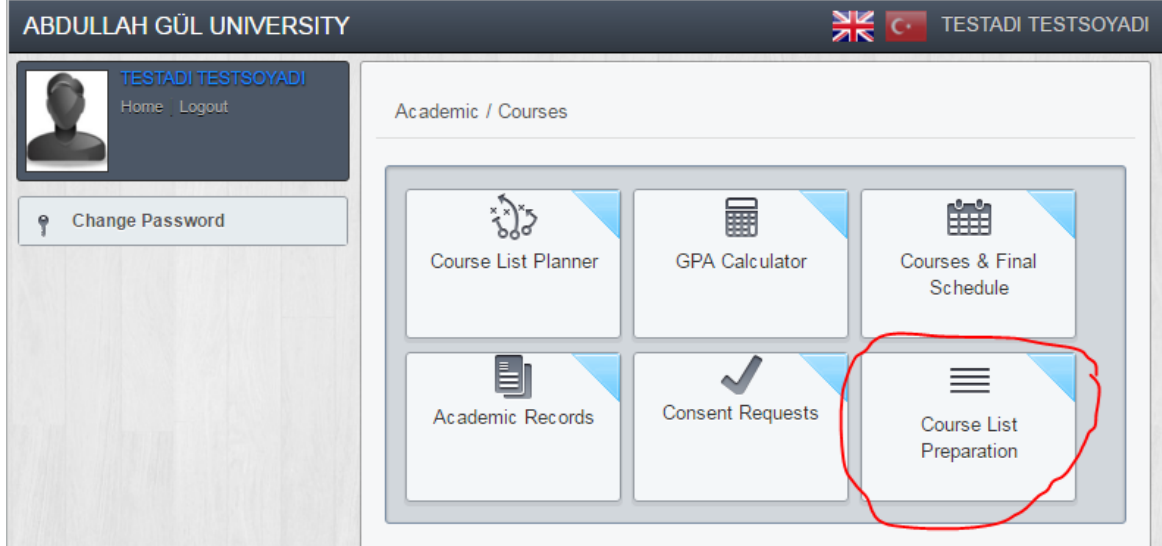 ABDULLAH GÜL UNIVERSITY
TESTADI TESTSOYADI
TESTADI TESTSOYADI
Home Logout
Change Password
Academic / Courses
Course List Planner
GPA Calculator
Courses & Final
Schedule
Academic Records
Consent Requests
Course List
Preparation